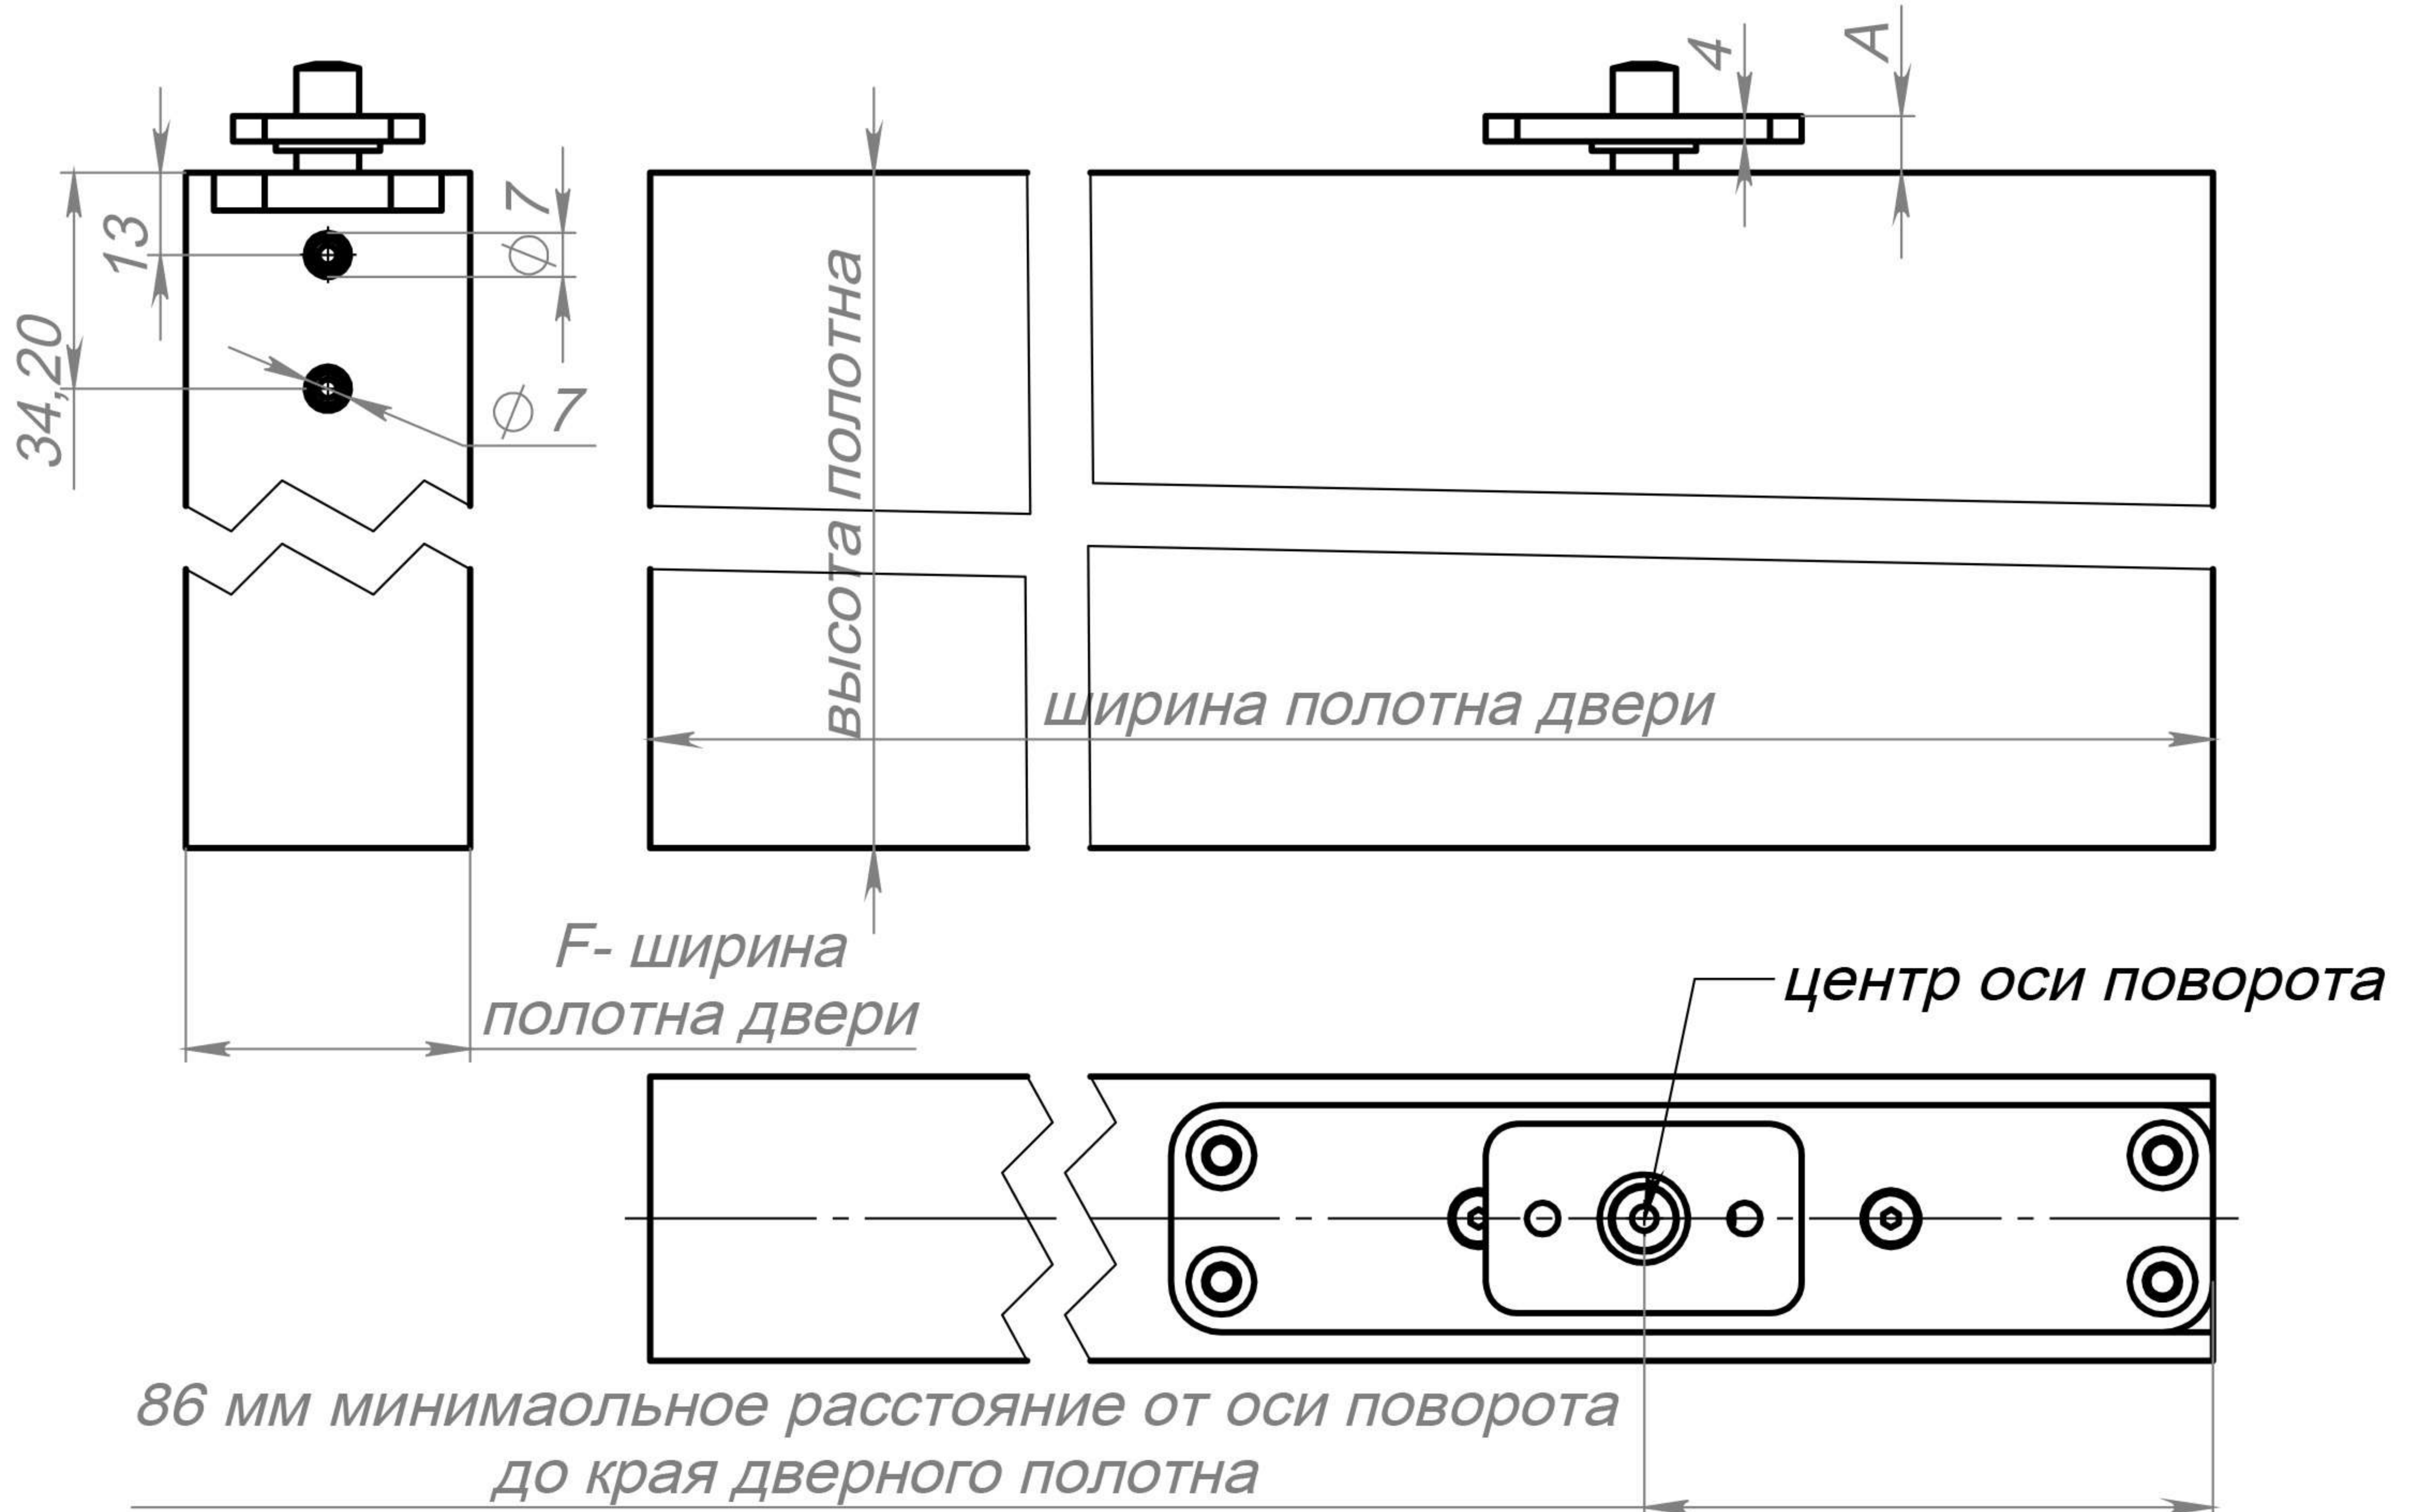 4
A
13
⌀ 7
34,20
⌀ 7
высота полотна
ширина полотна двери
F- ширина
полотна двери
центр оси поворота
86 мм минимаольное расстояние от оси поворота
до края дверного полотна